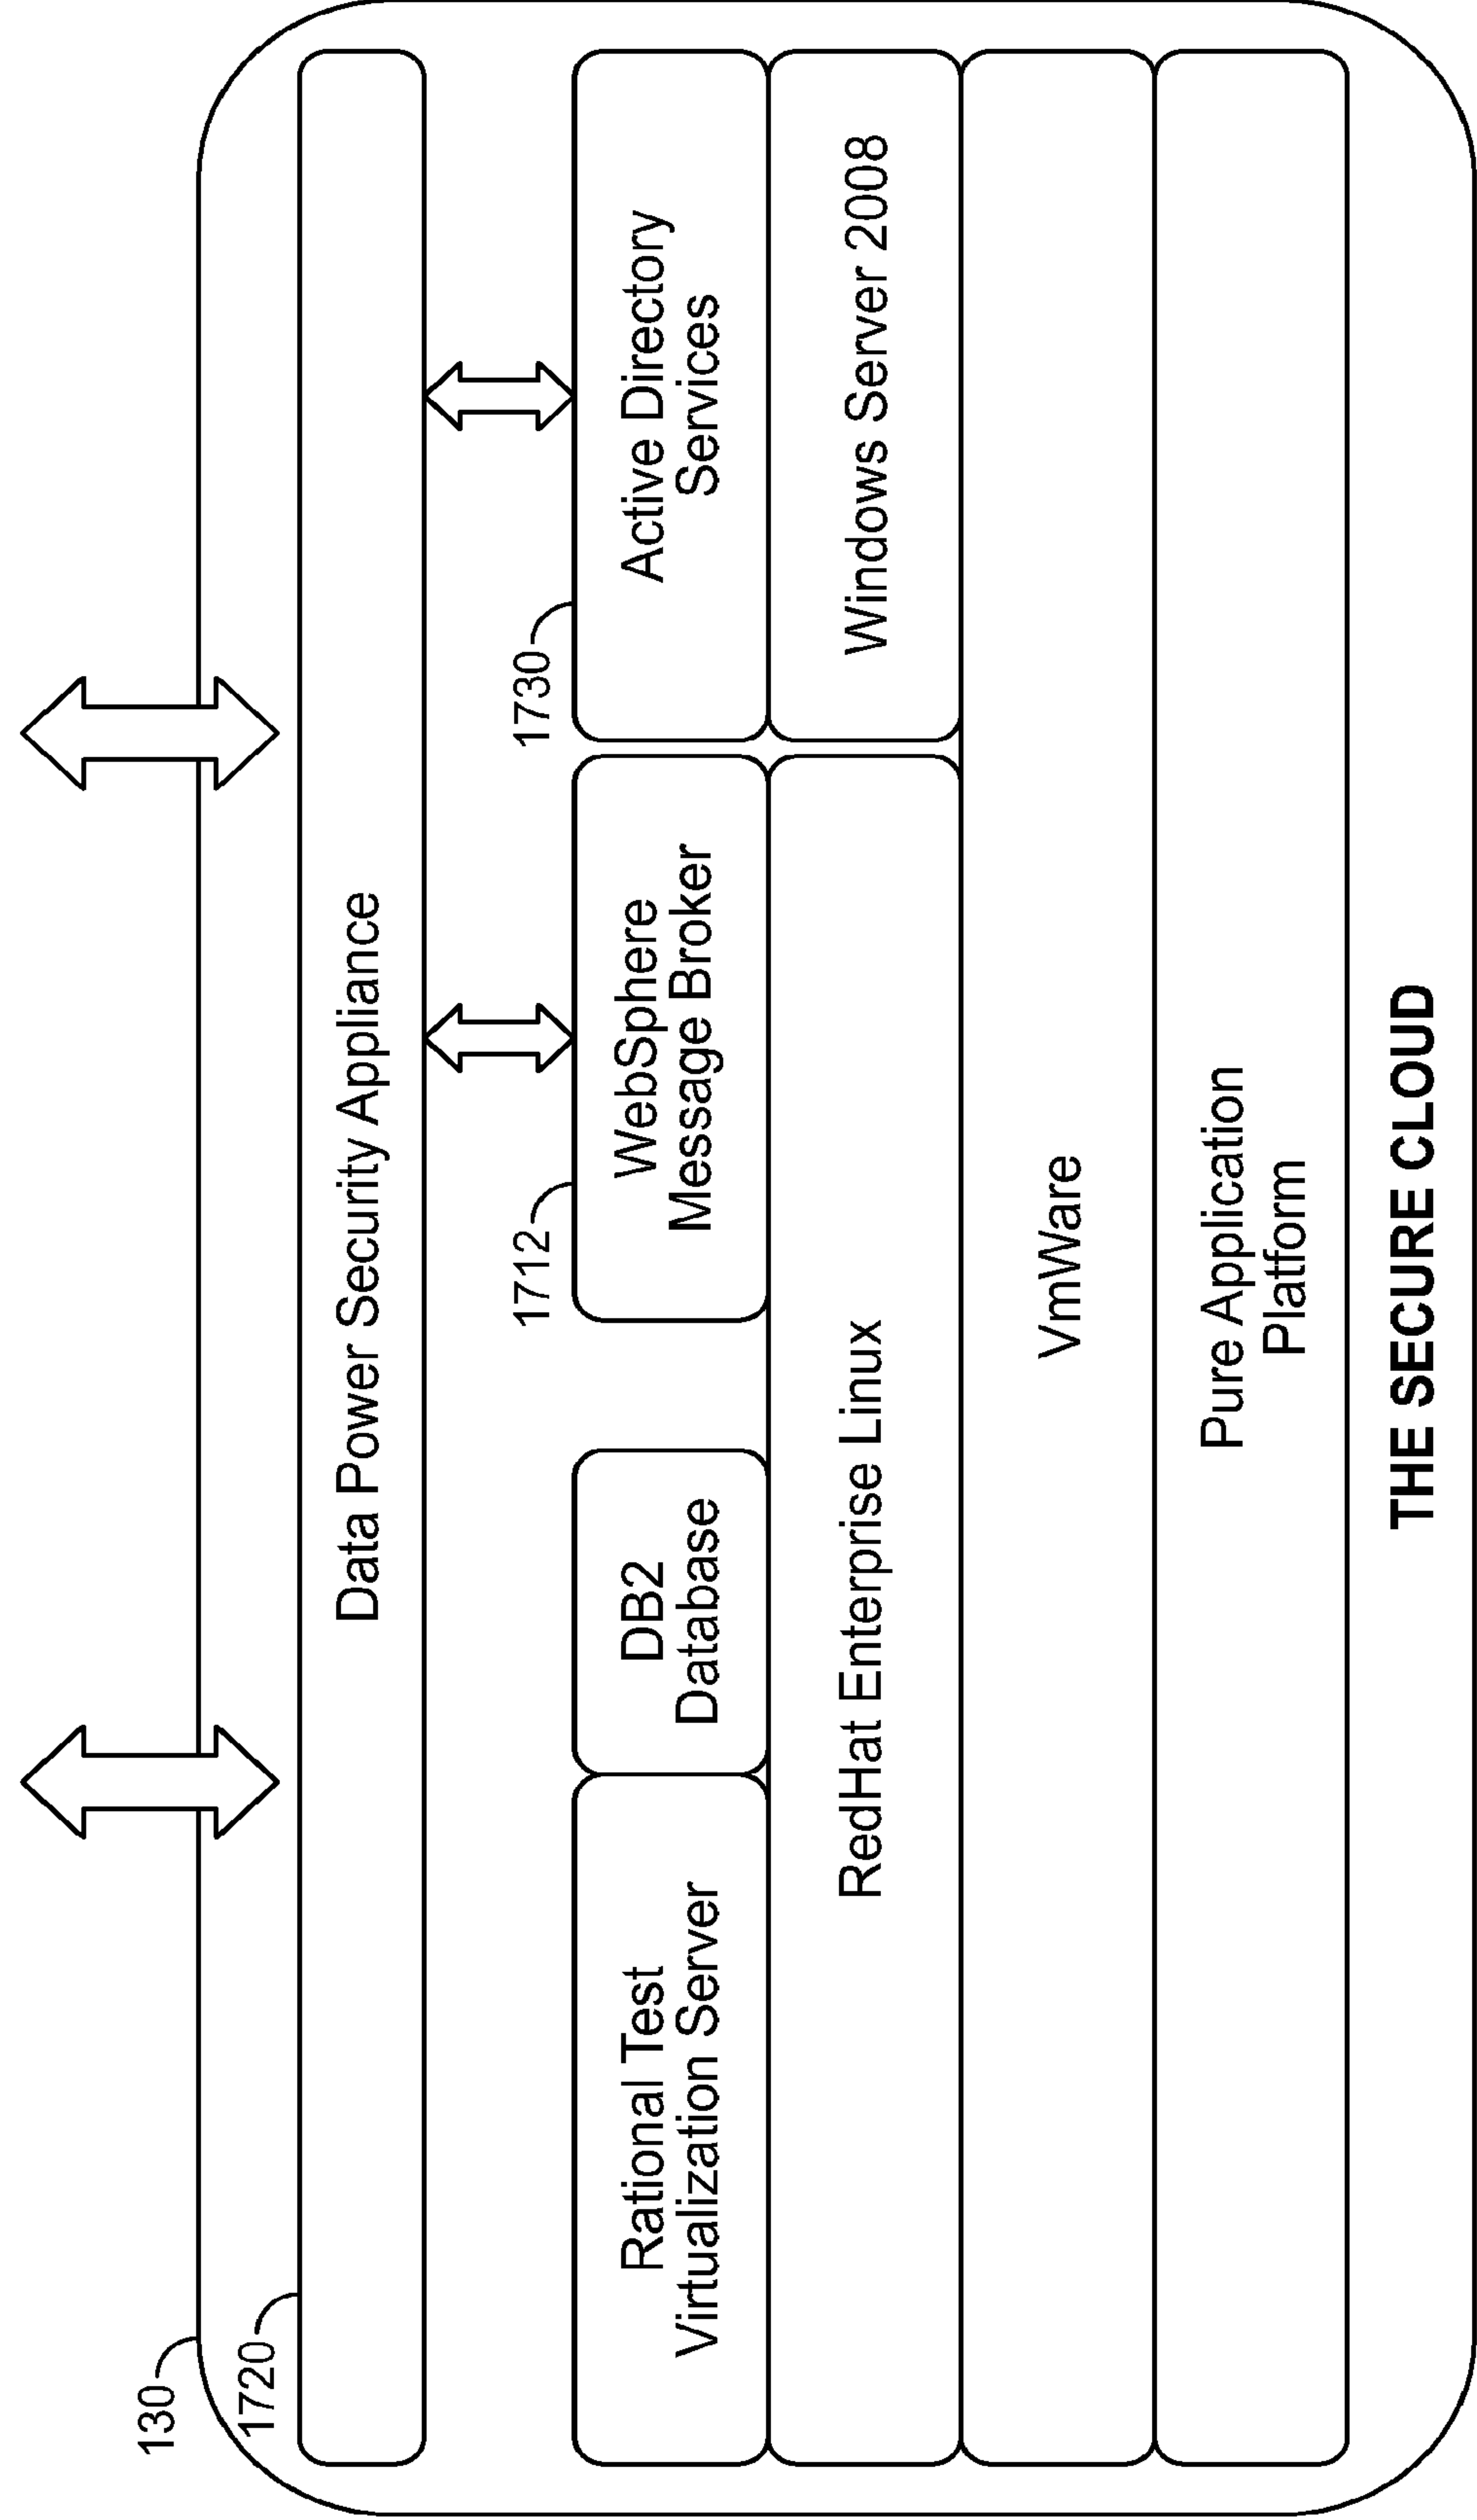 130
1720
Data Power Security Appliance
1712
1730
Rational Test
Virtualization Server
DB2
Database
WebSphere
Message Broker
Active Directory
Services
RedHat Enterprise Linux
Windows Server 2008
VmWare
Pure Application
Platform
THE SECURE CLOUD